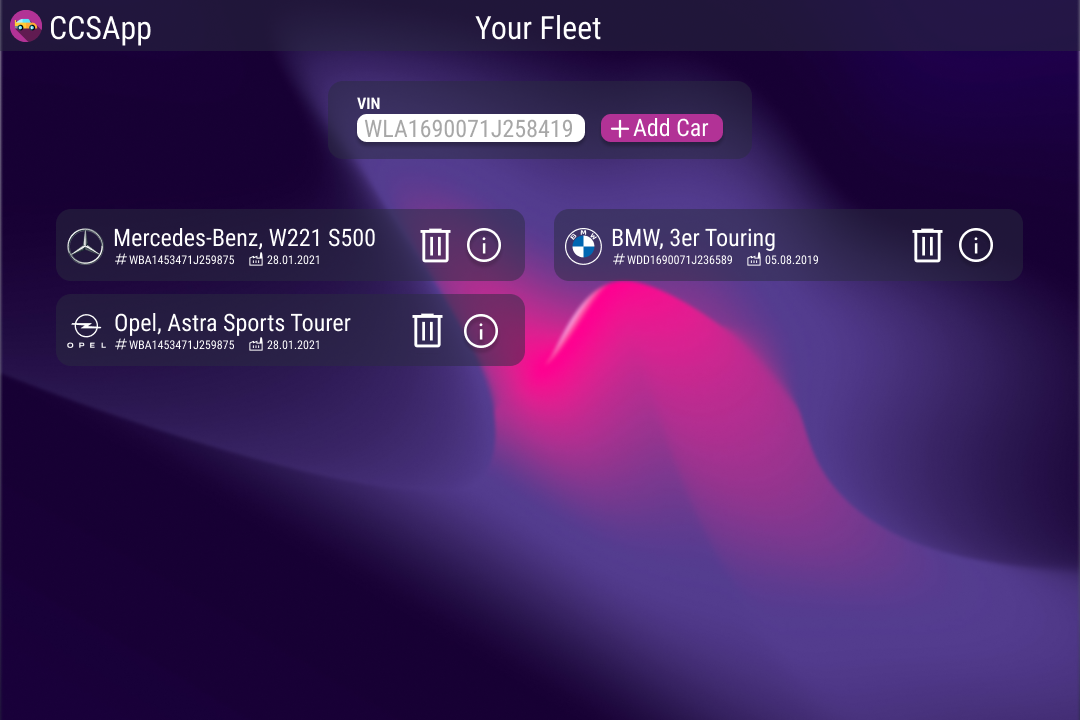 CCSApp
Your Fleet
VIN
WLA1690071J258419
+Add Car
Mercedes-Benz, W221 S500
#WBA1453471J259875 28.01.2021
BMW
BMW, 3er Touring
#WDD1690071J236589 05.08.2019
OPEL
Opel, Astra Sports Tourer
#WBA1453471J259875 28.01.2021